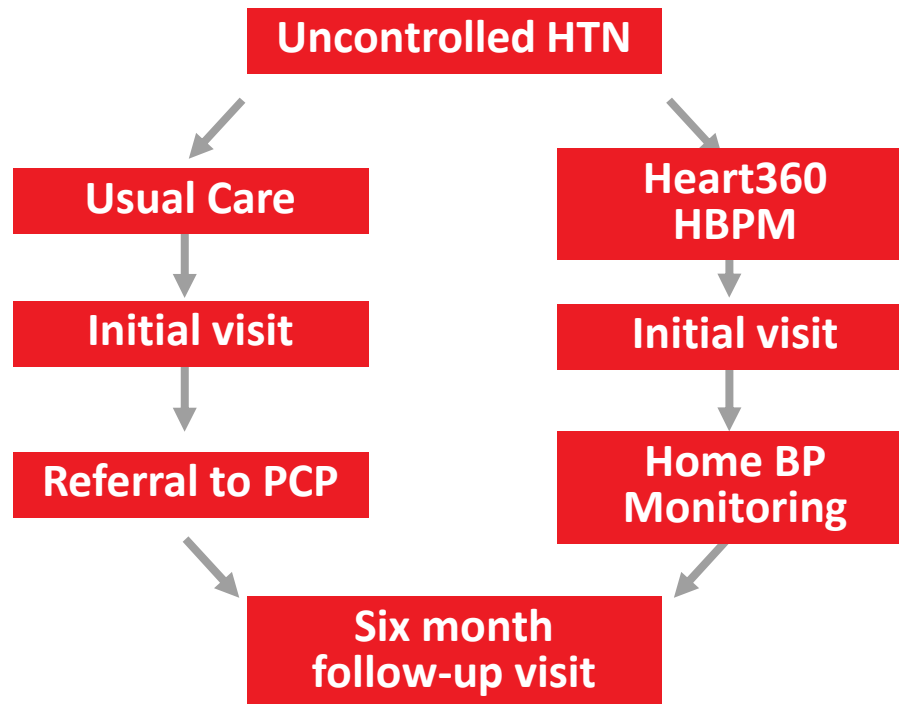 Uncontrolled HTN
Usual Care
Heart360
HBPM
Initial visit
Initial visit
Referral to PCP
Home BP
Monitoring
Six month
follow-up visit